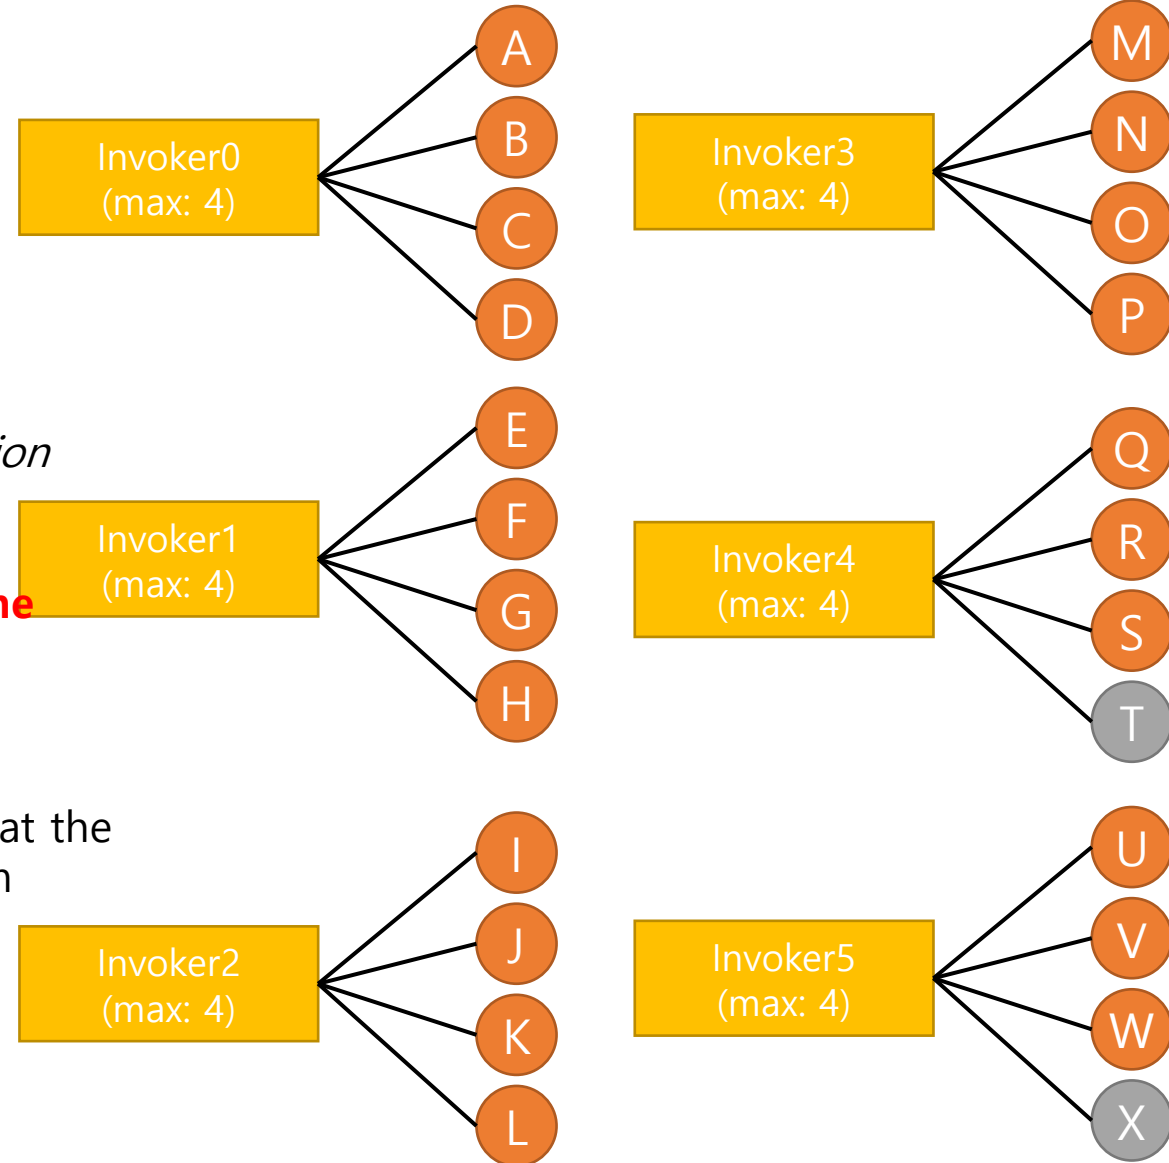 Invoker0
(max: 4)
A
B
C
D
Invoker3
(max: 4)
M
N
O
P
Invoker1
(max: 4)
E
F
G
H
Invoker4
(max: 4)
Q
R
S
T
at the
Invoker2
(max: 4)
I
J
K
L
Invoker5
(max: 4)
U
V
W
X